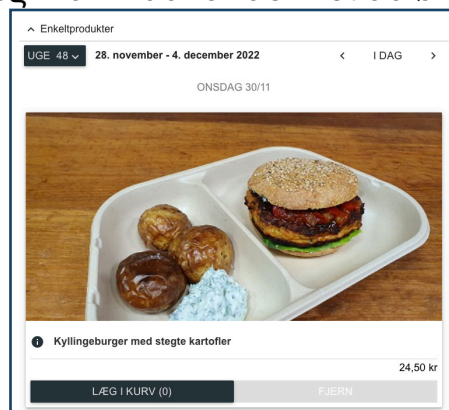 Enkeltprodukter
UGE 48 28. november - 4. december 2022 < I DAG >
ONSDAG 30/11
Kyllingeburger med stegte kartofler
24,50 kr
LÆG I KURV (0) FJERN